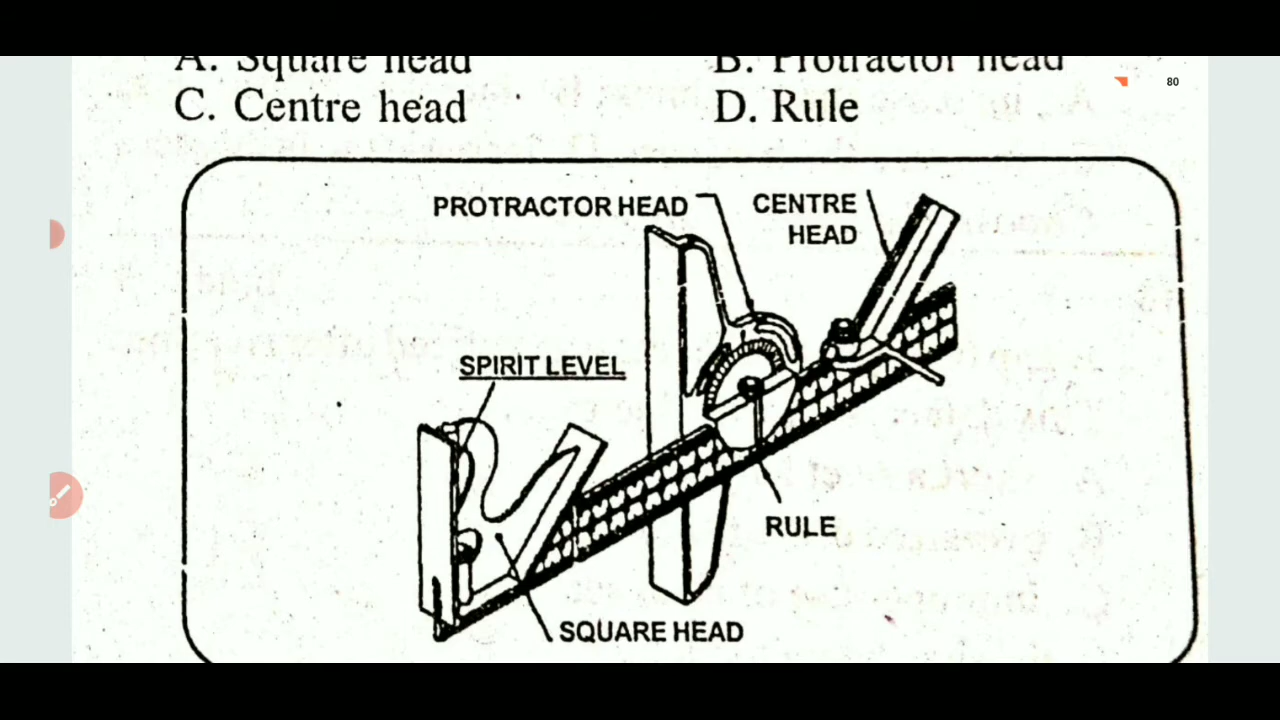 A. Square head B. Protractor head
80
C. Centre head D. Rule
PROTRACTOR HEAD
CENTRE
HEAD
SPIRIT LEVEL
RULE
SQUARE HEAD